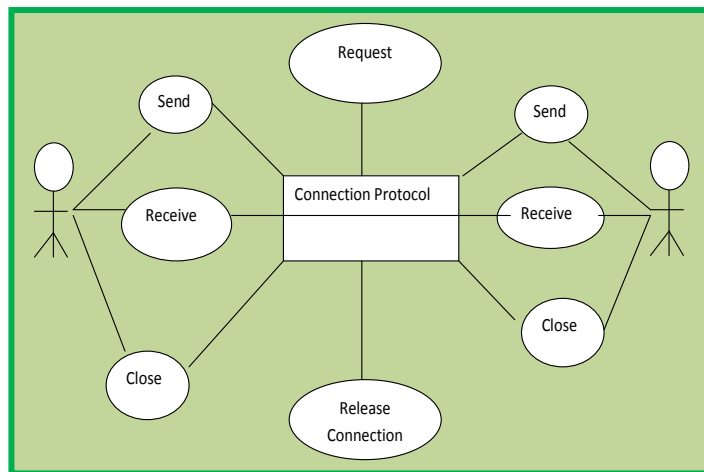 Request
Send
Send
Connection Protocol
Receive
Receive
Close
Close
Release
Connection